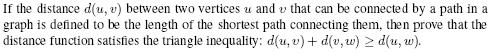 If the distance d(u, v) between two vertices u and v that can be connected by a path in a
graph is defined to be the length of the shortest path connecting them, then prove that the
distance function satisfies the triangle inequality: d(u, v) + d(v, w) ≥ d(u, w).